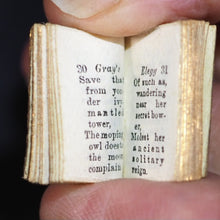 20 Gray's
Save that
from yon-
der ivy
mantled
tower,
The moping
owl does to
the moon
complain
Elegy 21
Of such as,
wandering
near her
secret bow-
er,
Molest her
ancient
solitary
reign.